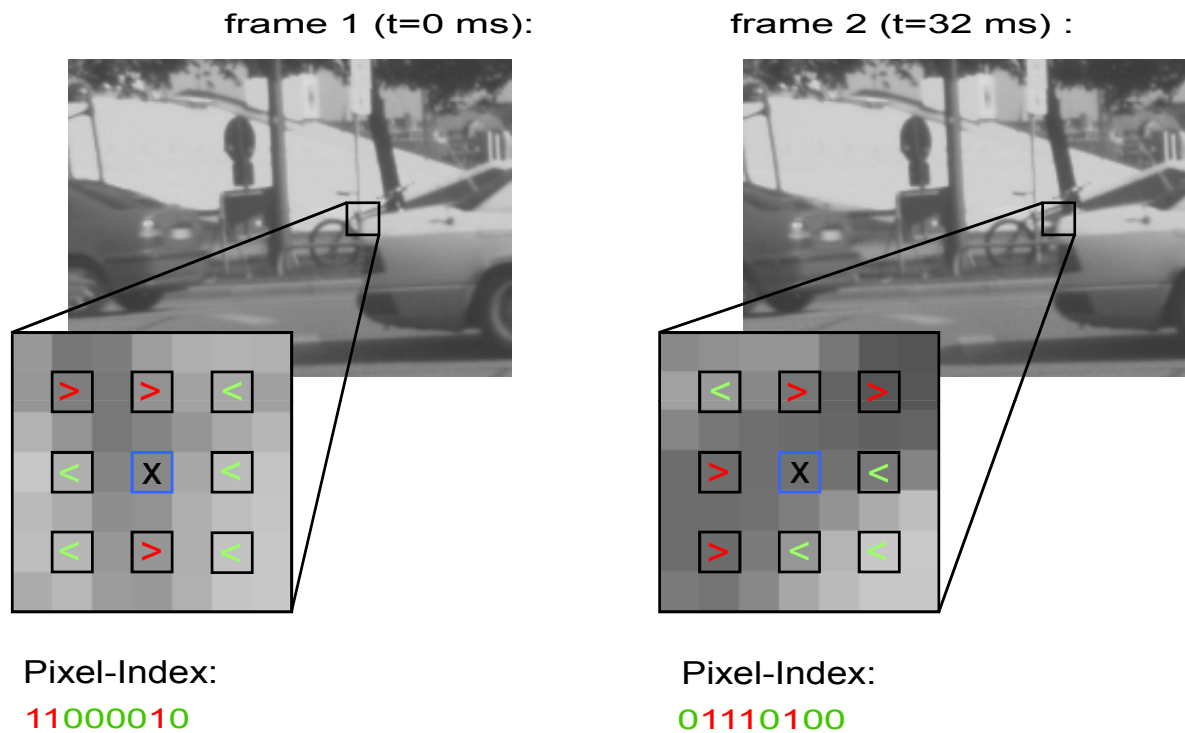 frame 1 (t=0 ms):
frame 2 (t=32 ms) :
> > <
< x <
< > <
< > >
> x <
> < <
Pixel-Index:
11000010
Pixel-Index:
01110100